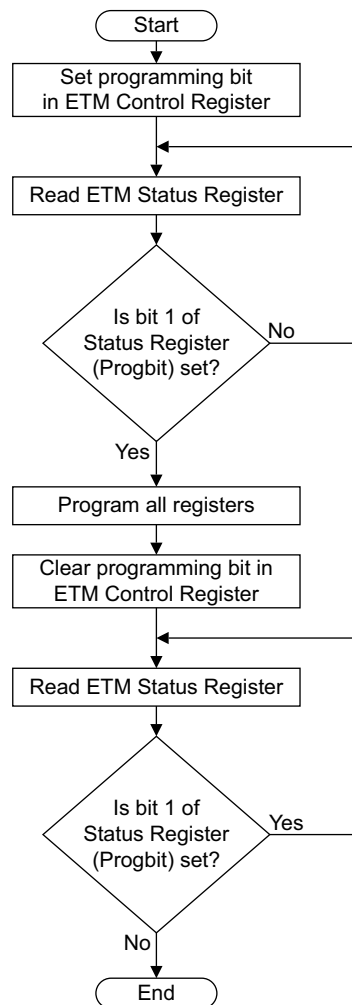 Start
Set programming bit
in ETM Control Register
Read ETM Status Register
Is bit 1 of
Status Register
(Progbit) set?
No
Yes
Program all registers
Clear programming bit in
ETM Control Register
Read ETM Status Register
Is bit 1 of
Status Register
(Progbit) set?
Yes
No
End